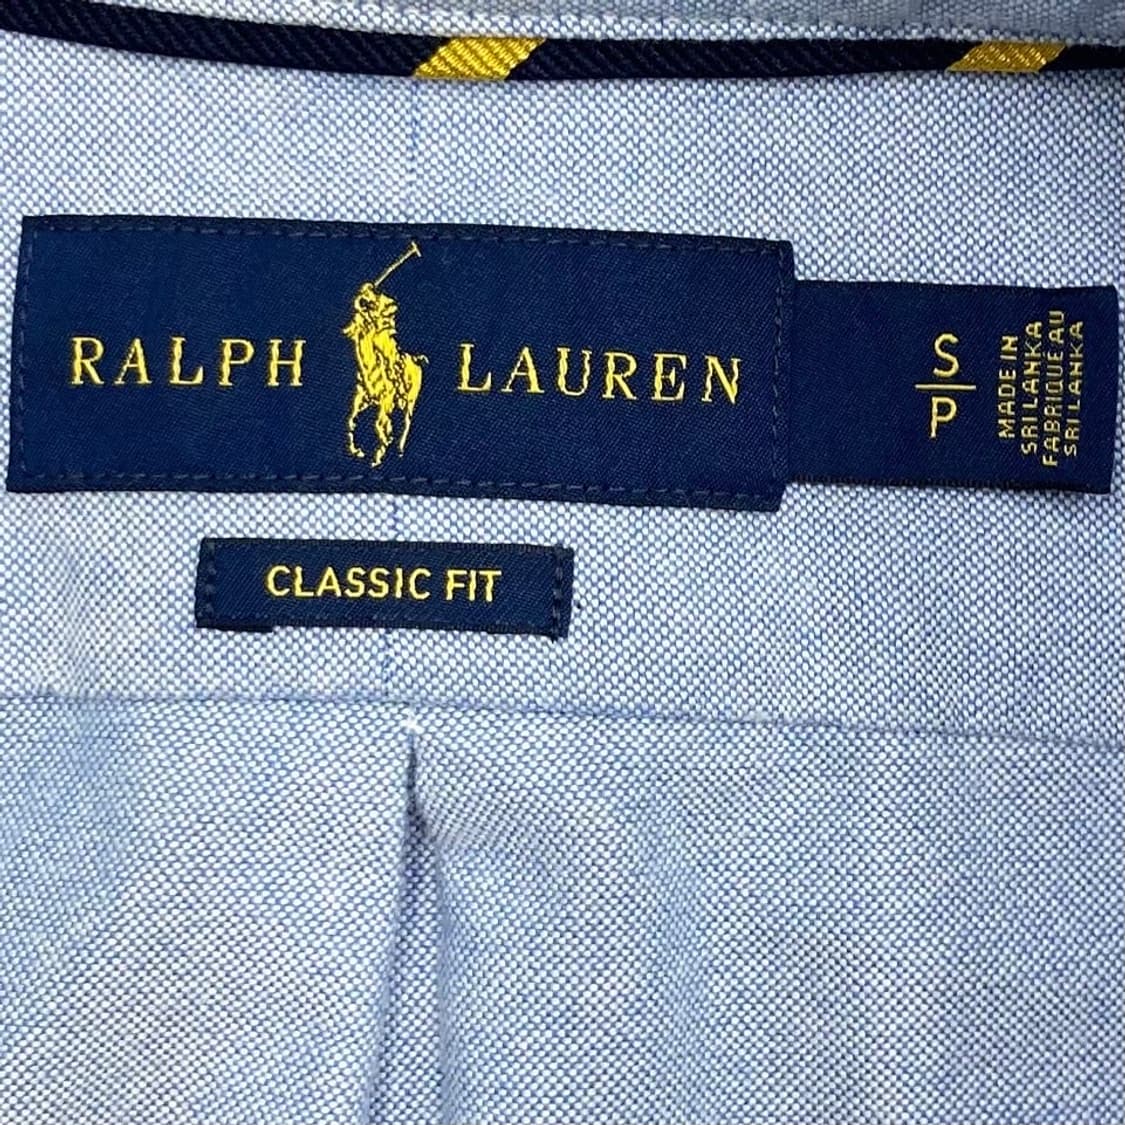 RALPH LAUREN
S
P
MADE IN
SRI LANKA
FABRIQUÉ AU
SRI LANKA
CLASSIC FIT